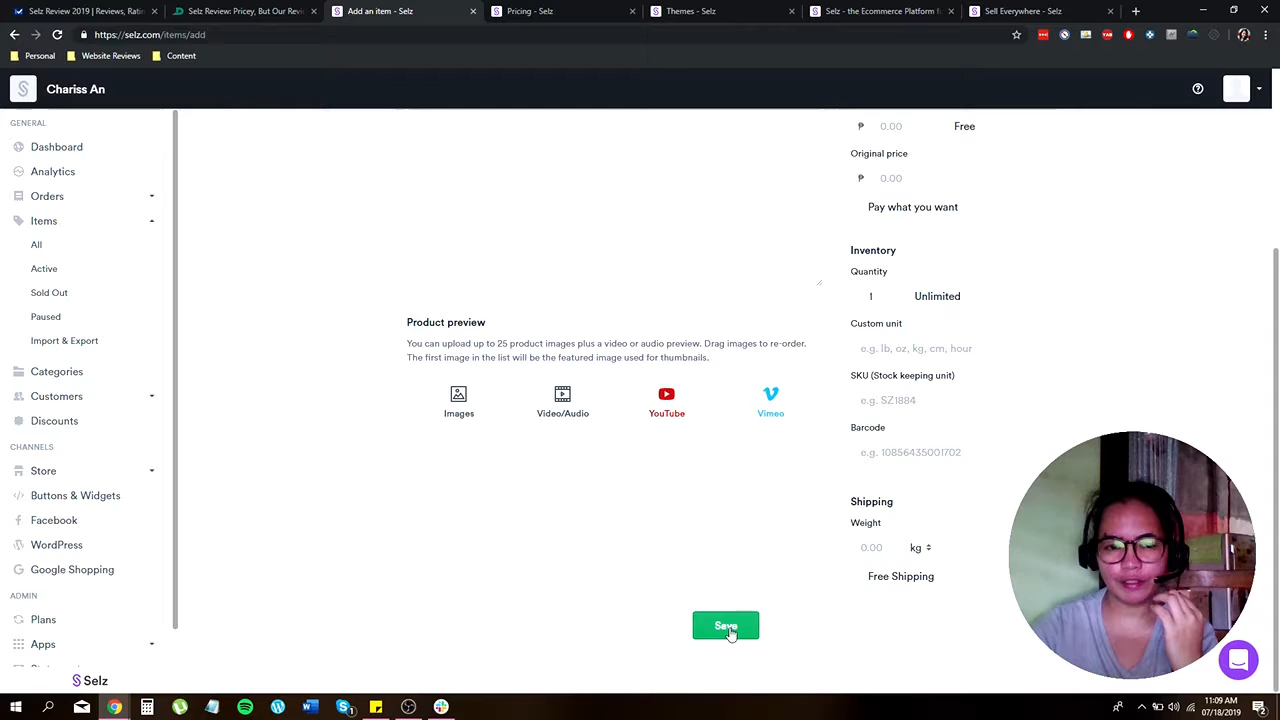 Selz Review 2019 | Reviews, Ratin
Selz Review: Pricey, But Our Revi
Add an item - Selz
Pricing - Selz
Themes - Selz
Selz - the Ecommerce Platform f
Sell Everywhere - Selz
https://selz.com/items/add
Personal
Website Reviews
Content
Chariss An
GENERAL
Dashboard
Analytics
Orders
Items
All
Active
Sold Out
Paused
Import & Export
Categories
Customers
Discounts
CHANNELS
Store
Buttons & Widgets
Facebook
WordPress
Google Shopping
ADMIN
Plans
Apps
Selz
Product preview
You can upload up to 25 product images plus a video or audio preview. Drag images to re-order.
The first image in the list will be the featured image used for thumbnails.
Images
Video/Audio
YouTube
Vimeo
Save
₱ 0.00 Free
Original price
₱ 0.00
Pay what you want
Inventory
Quantity
1 Unlimited
Custom unit
e.g. lb, oz, kg, cm, hour
SKU (Stock keeping unit)
e.g. SZ1884
Barcode
e.g. 10856435001702
Shipping
Weight
0.00 kg
Free Shipping
11:09 AM
07/18/2019